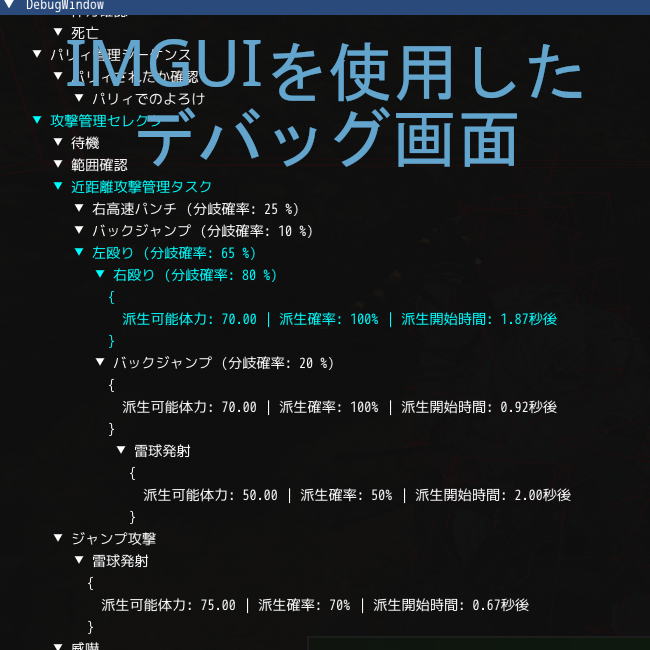 ▼ DebugWindow
体力確認
▼ 死亡
▼ パリィ管理シーケンス
▼ パリィされたか確認
▼ パリィでのよろけ
IMGUIを使用した
デバッグ画面
▼ 攻撃管理セレクタ
▼ 待機
▼ 範囲確認
▼ 近距離攻撃管理タスク
▼ 右高速パンチ (分岐確率: 25 %)
▼ バックジャンプ (分岐確率: 10 %)
▼ 左殴り (分岐確率: 65 %)
▼ 右殴り (分岐確率: 80 %)
{
派生可能体力: 70.00 | 派生確率: 100% | 派生開始時間: 1.87秒後
}
▼ バックジャンプ (分岐確率: 20 %)
{
派生可能体力: 70.00 | 派生確率: 100% | 派生開始時間: 0.92秒後
}
▼ 雷球発射
{
派生可能体力: 50.00 | 派生確率: 50% | 派生開始時間: 2.00秒後
}
▼ ジャンプ攻撃
▼ 雷球発射
{
派生可能体力: 75.00 | 派生確率: 70% | 派生開始時間: 0.67秒後
}
▼ 威嚇